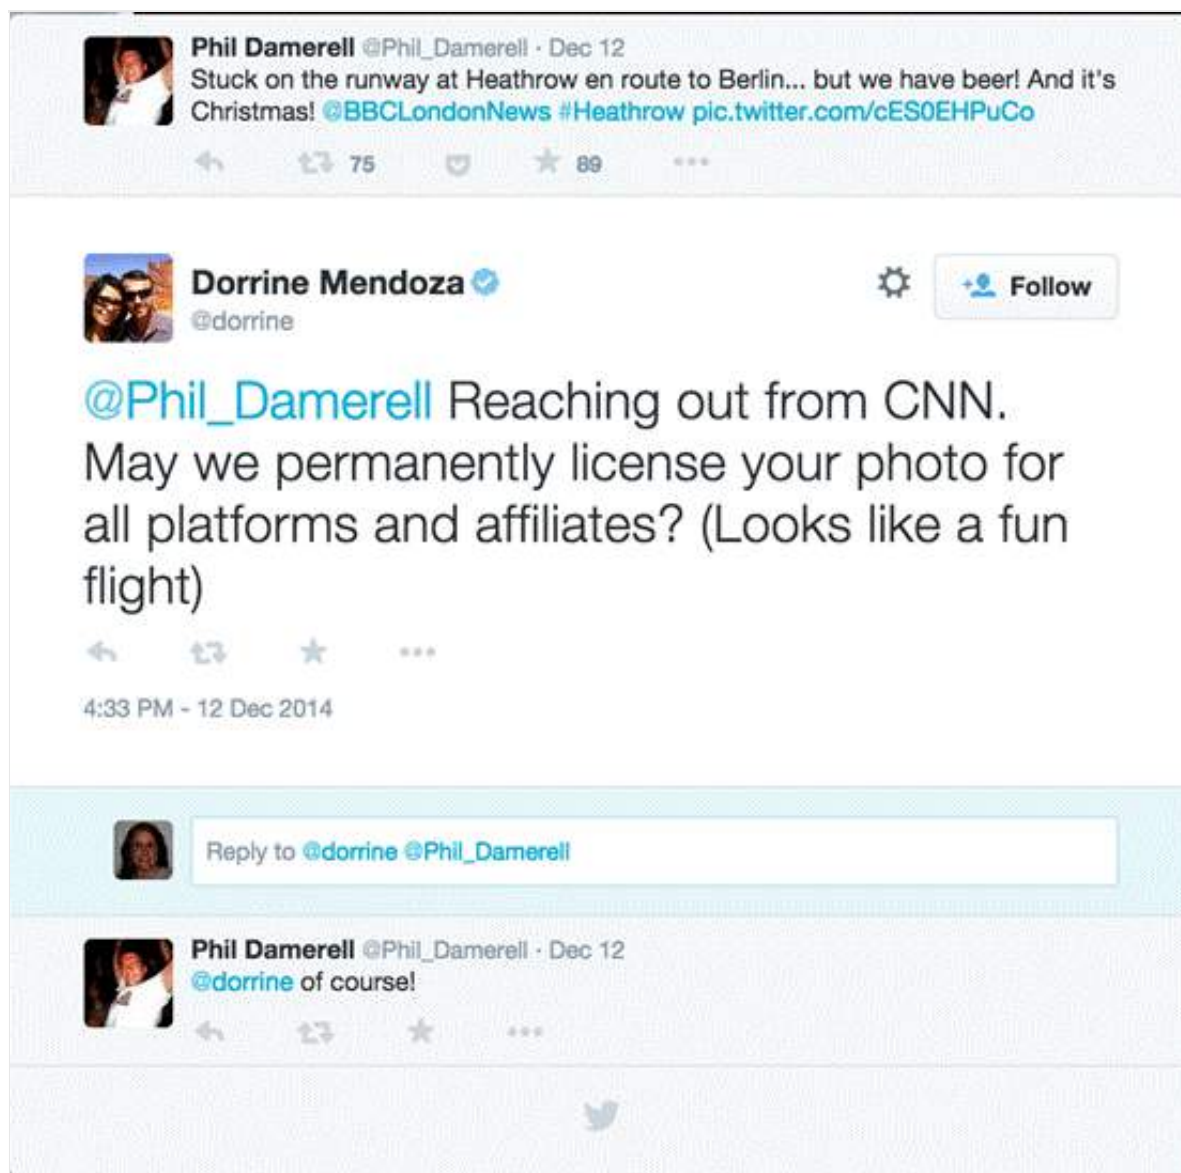 Phil Damerell @Phil_Damerell · Dec 12
Stuck on the runway at Heathrow en route to Berlin... but we have beer! And it's
Christmas! @BBCLondonNews #Heathrow pic.twitter.com/cES0EHPuCo
75 89
Dorrine Mendoza
Follow
@dorrine
@Phil_Damerell Reaching out from CNN.
May we permanently license your photo for
all platforms and affiliates? (Looks like a fun
flight)
4:33 PM - 12 Dec 2014
Reply to @dorrine @Phil_Damerell
Phil Damerell @Phil_Damerell · Dec 12
@dorrine of course!